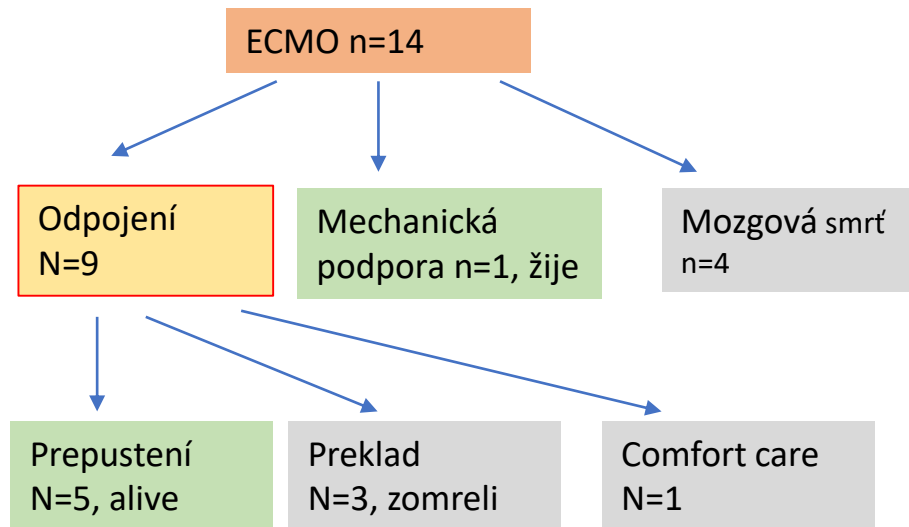 ECMO n=14
Odpojení
N=9
Mechanická
podpora n=1, žije
Mozgová smrť
n=4
Prepustení
N=5, alive
Preklad
N=3, zomreli
Comfort care
N=1